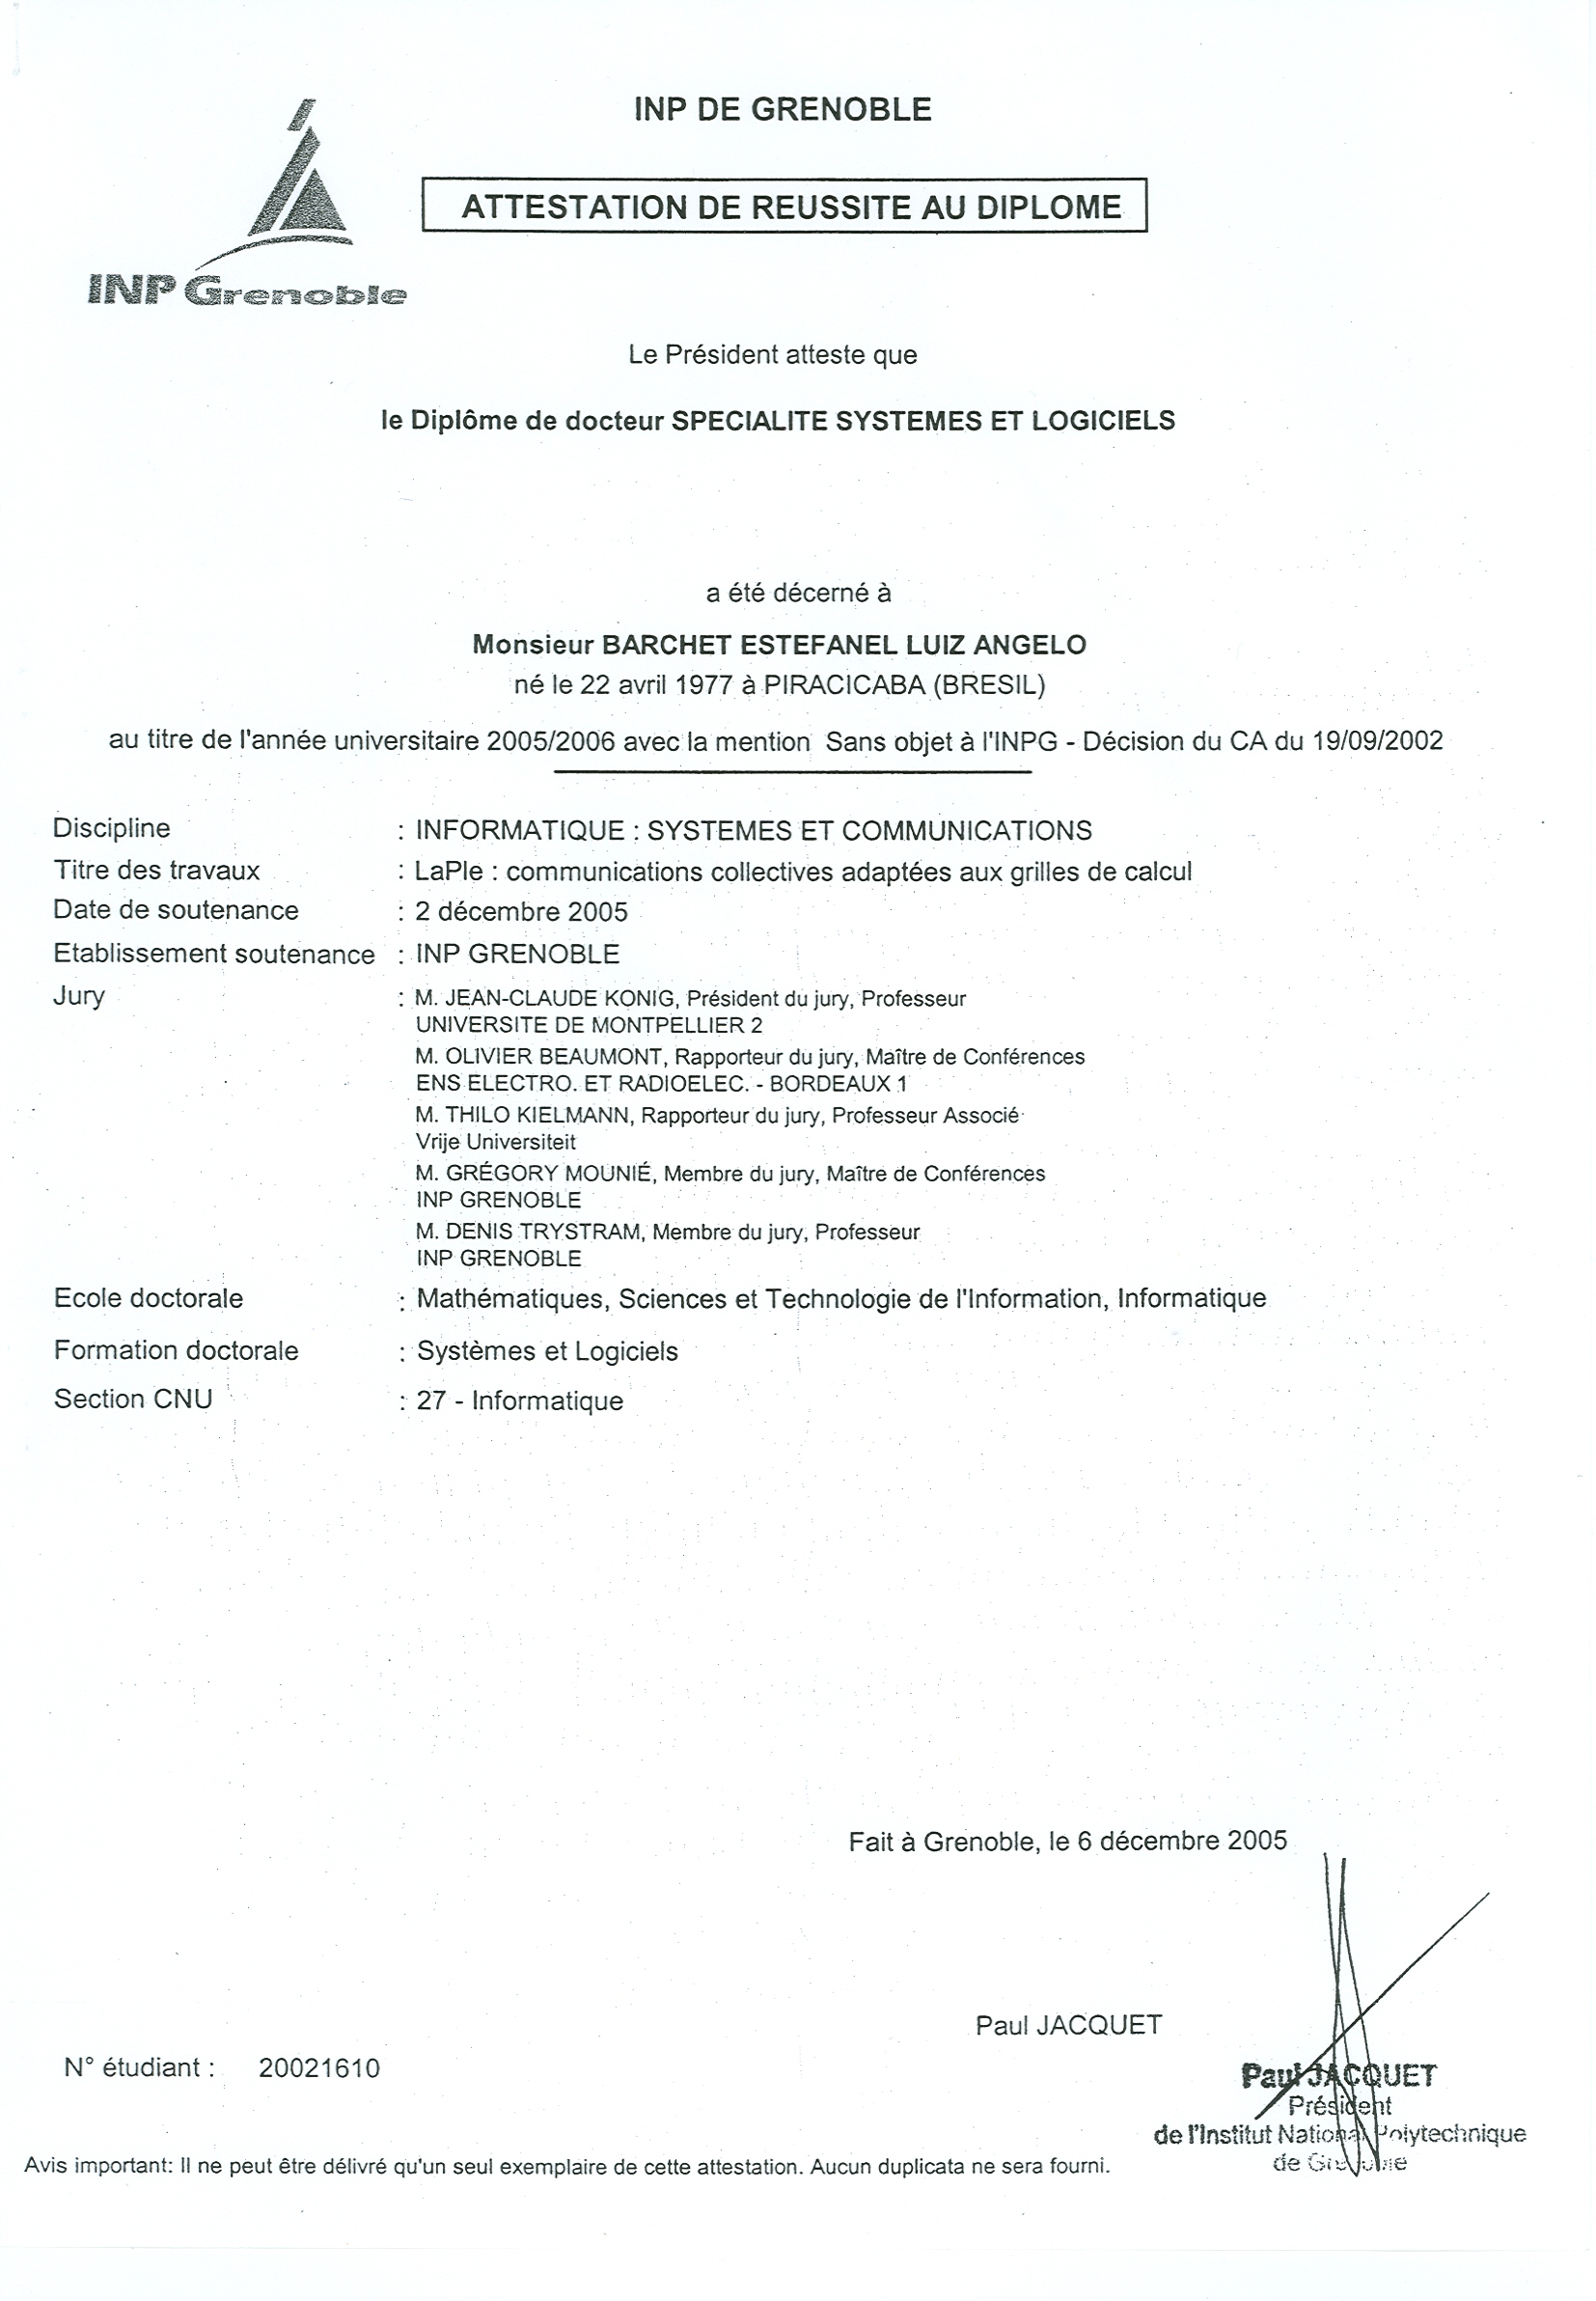 INP DE GRENOBLE
ATTESTATION DE REUSSITE AU DIPLOME
INP Grenoble
Le Président atteste que
le Diplôme de docteur SPECIALITE SYSTEMES ET LOGICIELS
a été décerné à
Monsieur BARCHET ESTEFANEL LUIZ ANGELO
né le 22 avril 1977 à PIRACICABA (BRESIL)
au titre de l'année universitaire 2005/2006 avec la mention Sans objet à l'INPG - Décision du CA du 19/09/2002
Discipline : INFORMATIQUE : SYSTEMES ET COMMUNICATIONS
Titre des travaux : LaPIe : communications collectives adaptées aux grilles de calcul
Date de soutenance : 2 décembre 2005
Etablissement soutenance : INP GRENOBLE
Jury : M. JEAN-CLAUDE KONIG, Président du jury, Professeur
UNIVERSITE DE MONTPELLIER 2
M. OLIVIER BEAUMONT, Rapporteur du jury, Maître de Conférences
ENS ELECTRO. ET RADIOELEC. - BORDEAUX 1
M. THILO KIELMANN, Rapporteur du jury, Professeur Associé
Vrije Universiteit
M. GRÉGORY MOUNIÉ, Membre du jury, Maître de Conférences
INP GRENOBLE
M. DENIS TRYSTRAM, Membre du jury, Professeur
INP GRENOBLE
Ecole doctorale : Mathématiques, Sciences et Technologie de l'Information, Informatique
Formation doctorale : Systèmes et Logiciels
Section CNU : 27 - Informatique
Fait à Grenoble, le 6 décembre 2005
Paul JACQUET
N° étudiant : 20021610
Paul JACQUET
Président
de l'Institut National Polytechnique
de Grenoble
Avis important: Il ne peut être délivré qu'un seul exemplaire de cette attestation. Aucun duplicata ne sera fourni.